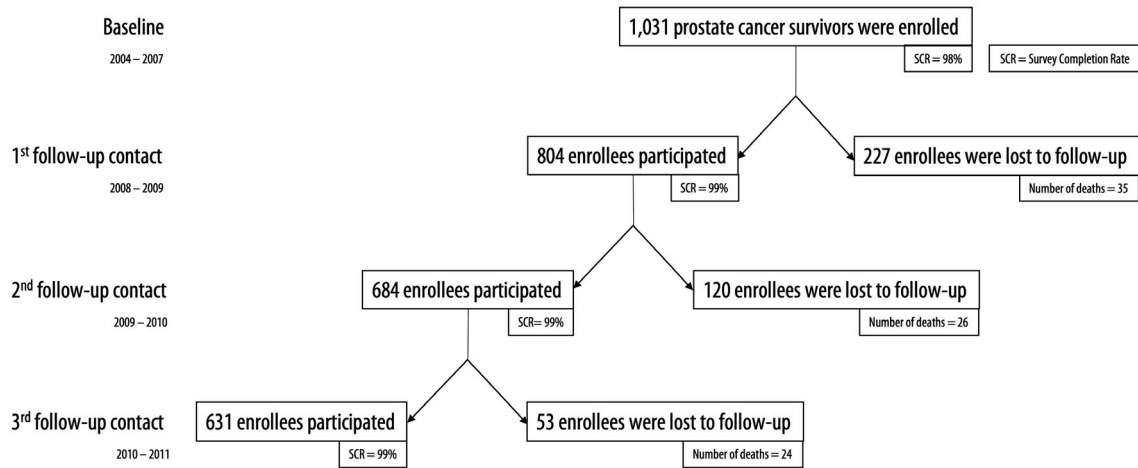 Baseline
2004 – 2007
1,031 prostate cancer survivors were enrolled
SCR = 98%
SCR = Survey Completion Rate
1st follow-up contact
2008 – 2009
804 enrollees participated
SCR = 99%
227 enrollees were lost to follow-up
Number of deaths = 35
2nd follow-up contact
2009 – 2010
684 enrollees participated
SCR= 99%
120 enrollees were lost to follow-up
Number of deaths = 26
3rd follow-up contact
2010 – 2011
631 enrollees participated
SCR = 99%
53 enrollees were lost to follow-up
Number of deaths = 24